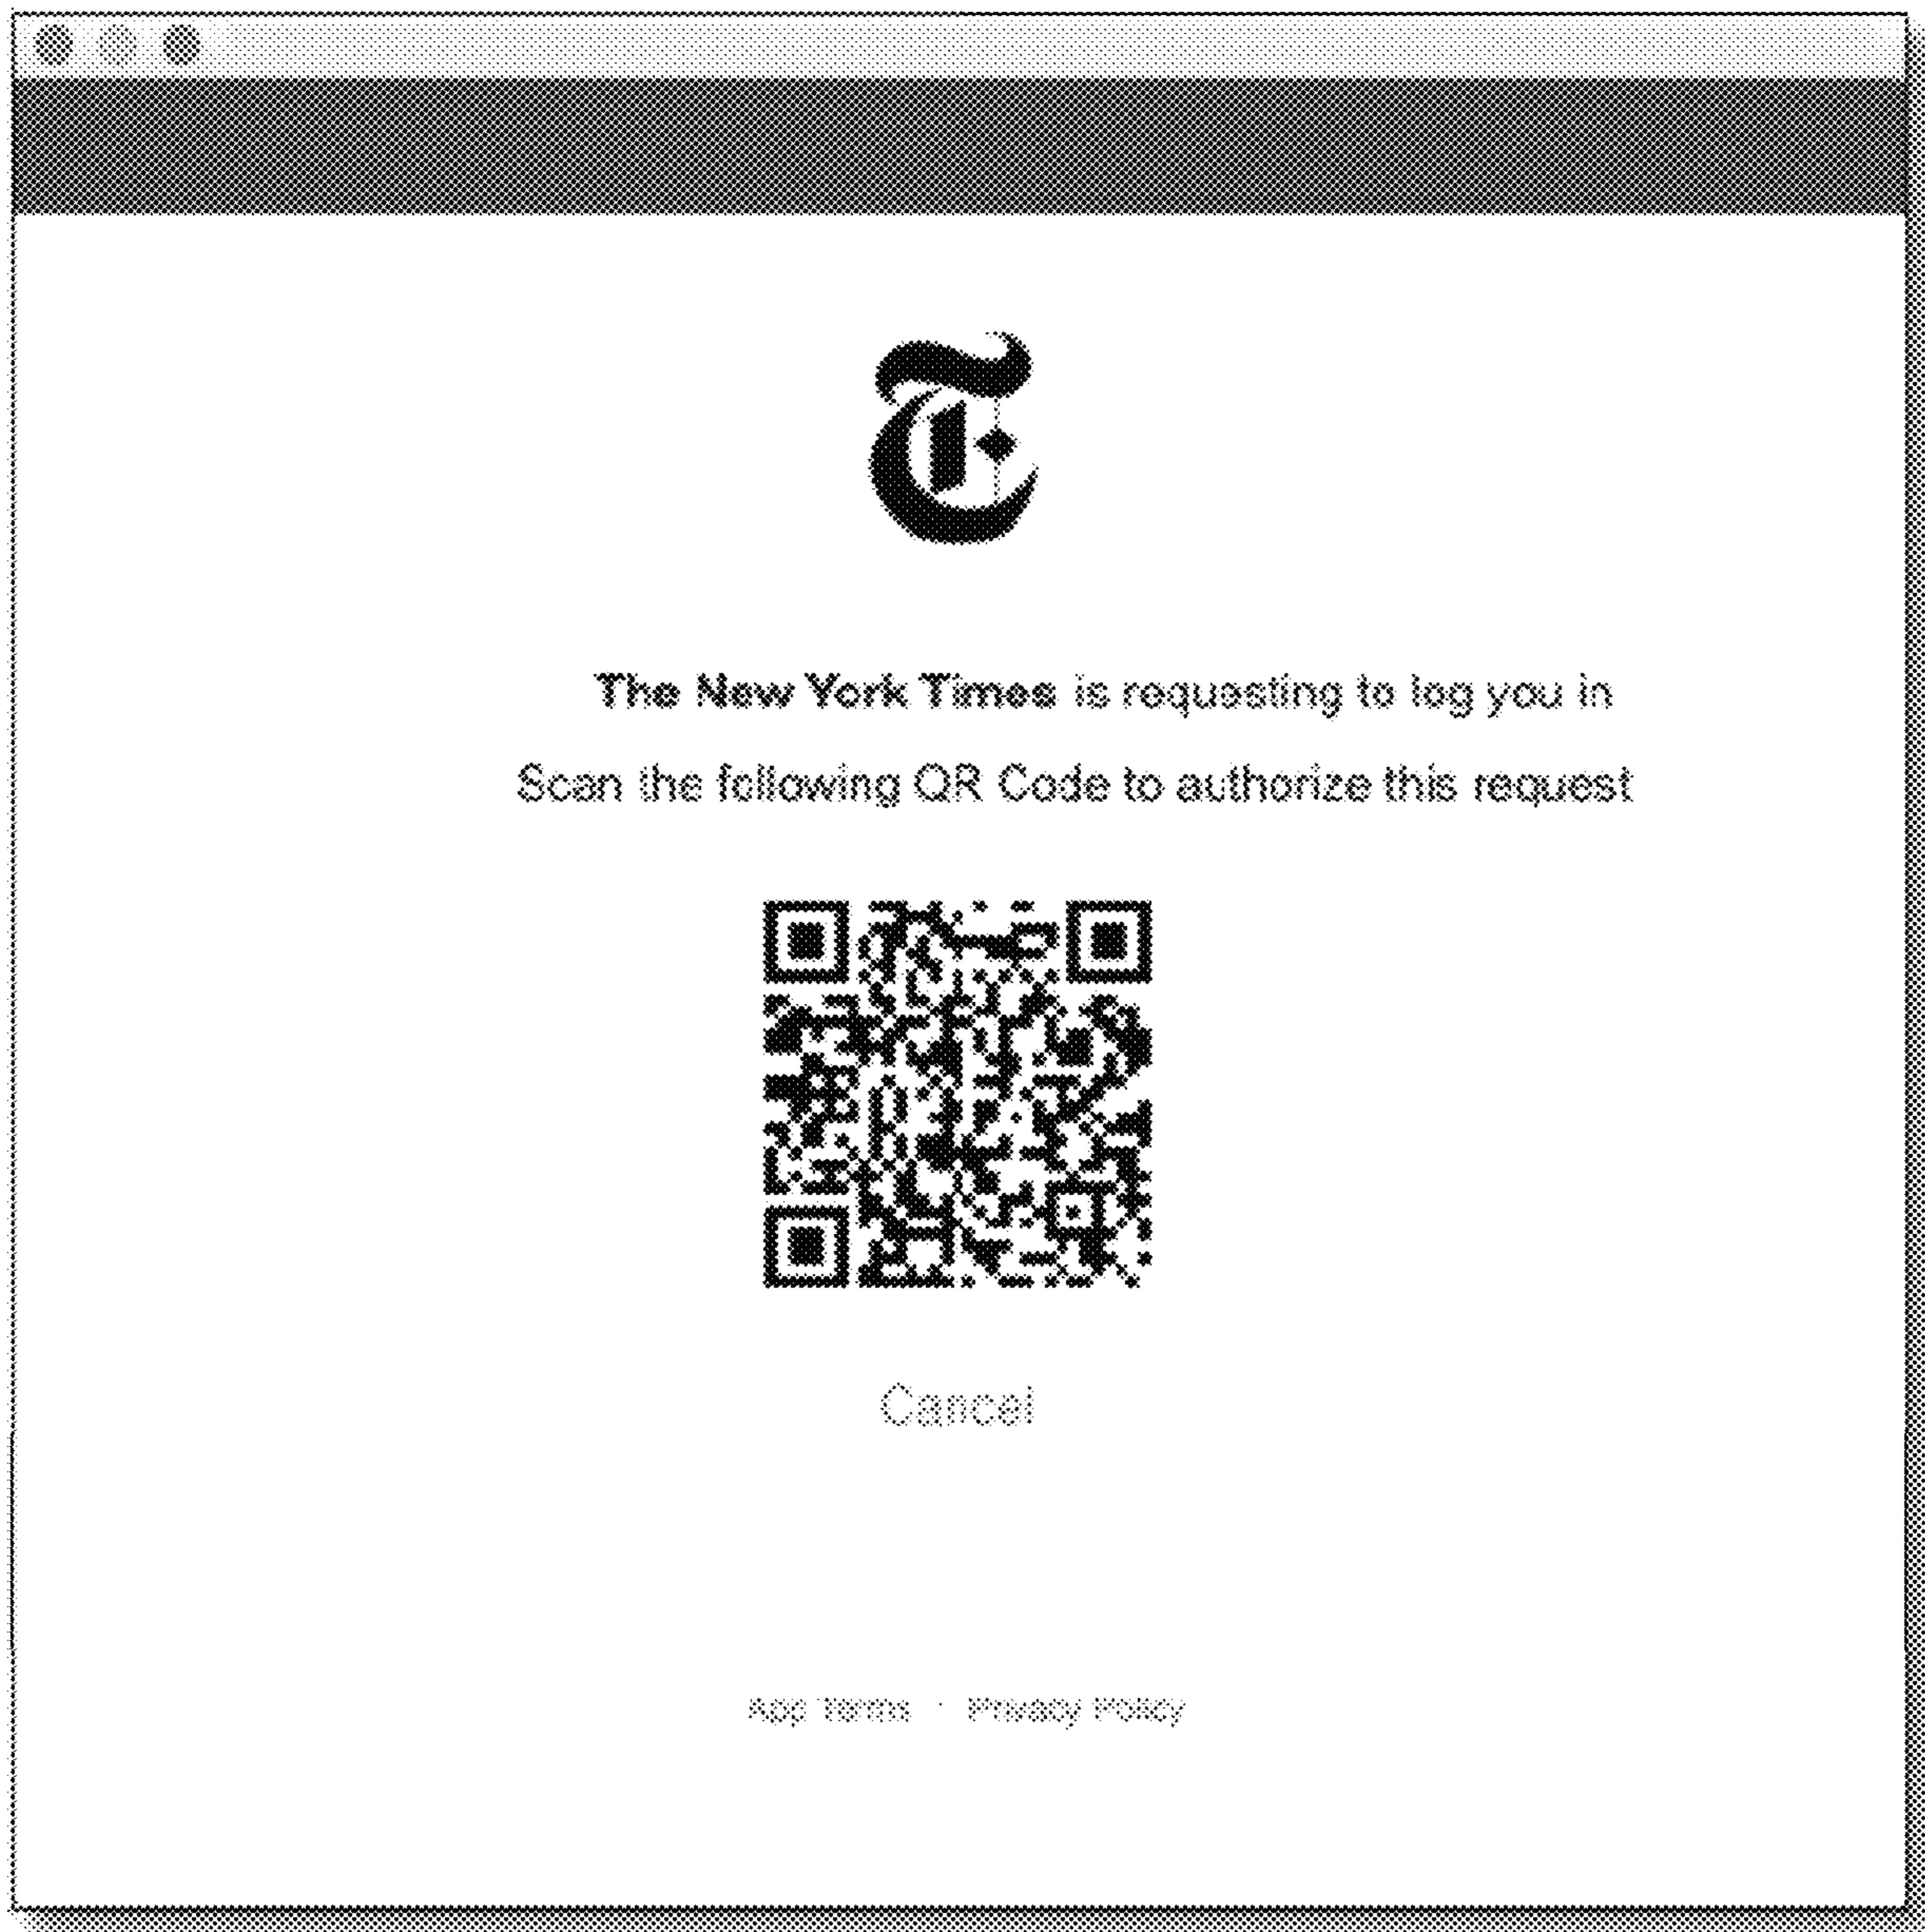 T
The New York Times is requesting to log you in
Scan the following QR Code to authorize this request
Cancel
App Terms · Privacy Policy